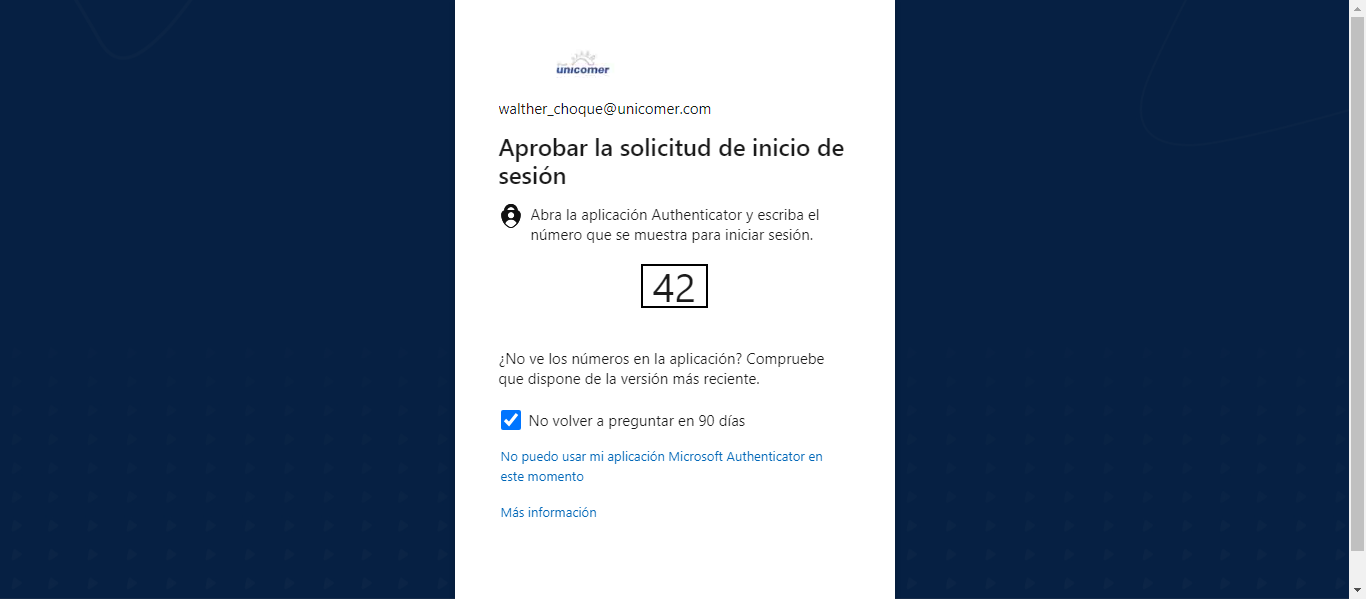 unicomer
walther_choque@unicomer.com
Aprobar la solicitud de inicio de
sesión
Abra la aplicación Authenticator y escriba el
número que se muestra para iniciar sesión.
42
¿No ve los números en la aplicación? Compruebe
que dispone de la versión más reciente.
No volver a preguntar en 90 días
No puedo usar mi aplicación Microsoft Authenticator en
este momento
Más información